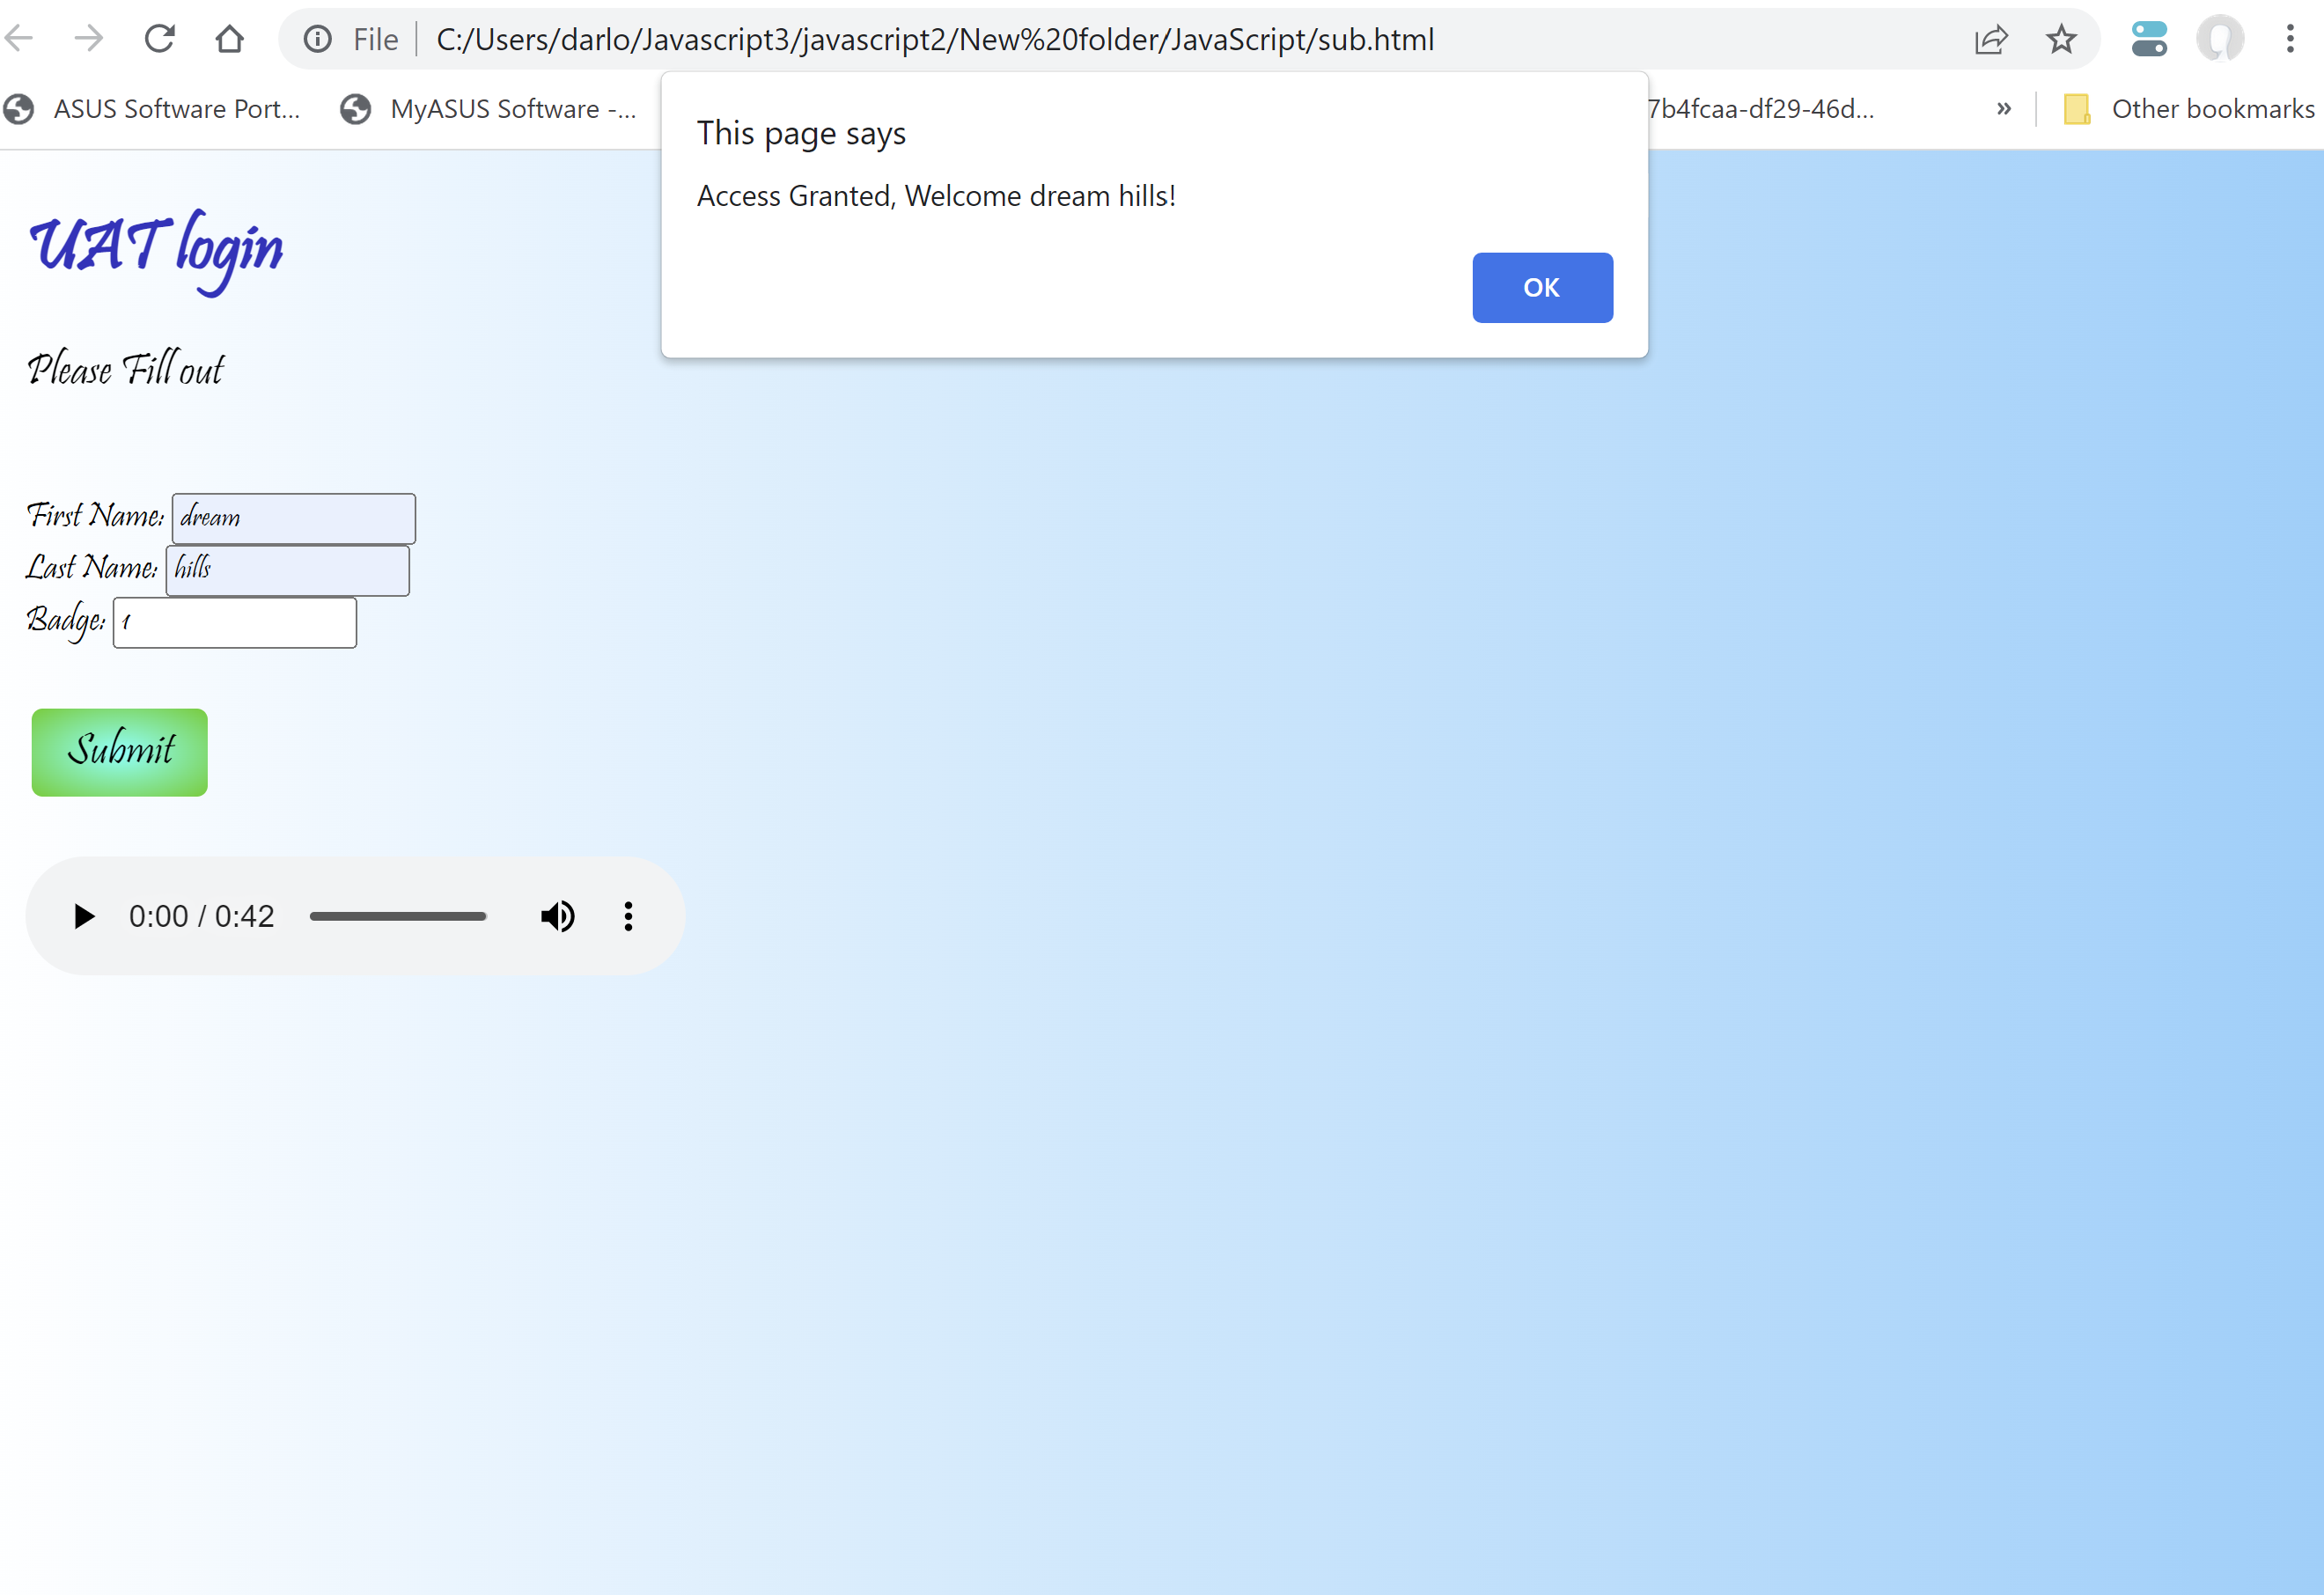 File C:/Users/darlo/Javascript3/javascript2/New%20folder/JavaScript/sub.html
ASUS Software Port... MyASUS Software -... 7b4fcaa-df29-46d... » Other bookmarks
This page says
Access Granted, Welcome dream hills!
OK
UAT login
Please Fill out
First Name: dream
Last Name: hills
Badge: 1
Submit
0:00 / 0:42